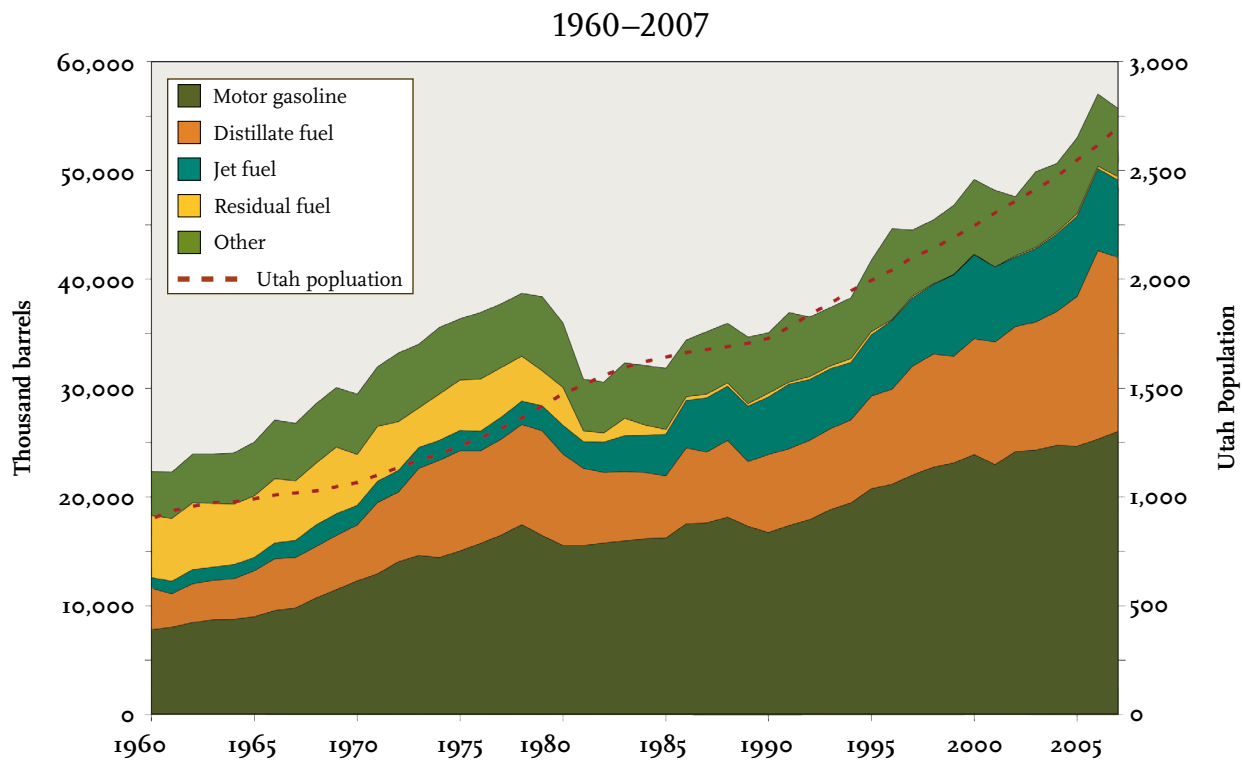 1960–2007
60,000
50,000
40,000
30,000
20,000
10,000
0
Thousand barrels
Motor gasoline
Distillate fuel
Jet fuel
Residual fuel
Other
Utah popluation
3,000
2,500
2,000
1,500
1,000
500
0
Utah Population
1960 1965 1970 1975 1980 1985 1990 1995 2000 2005